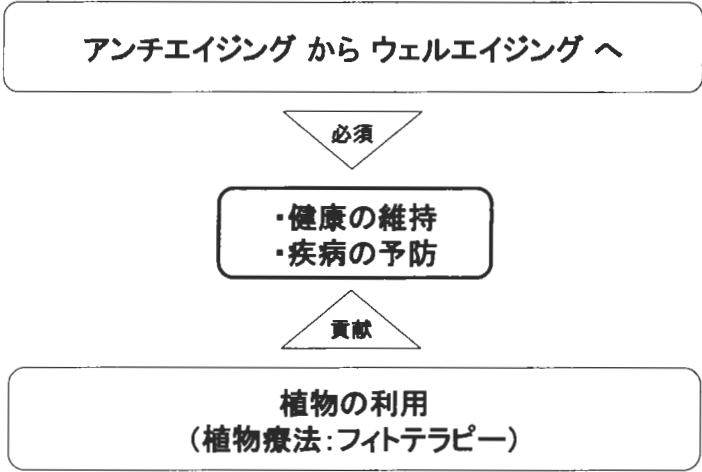 アンチエイジング から ウェルエイジング へ
必須
・健康の維持
・疾病の予防
貢献
植物の利用
（植物療法：フィトテラピー）